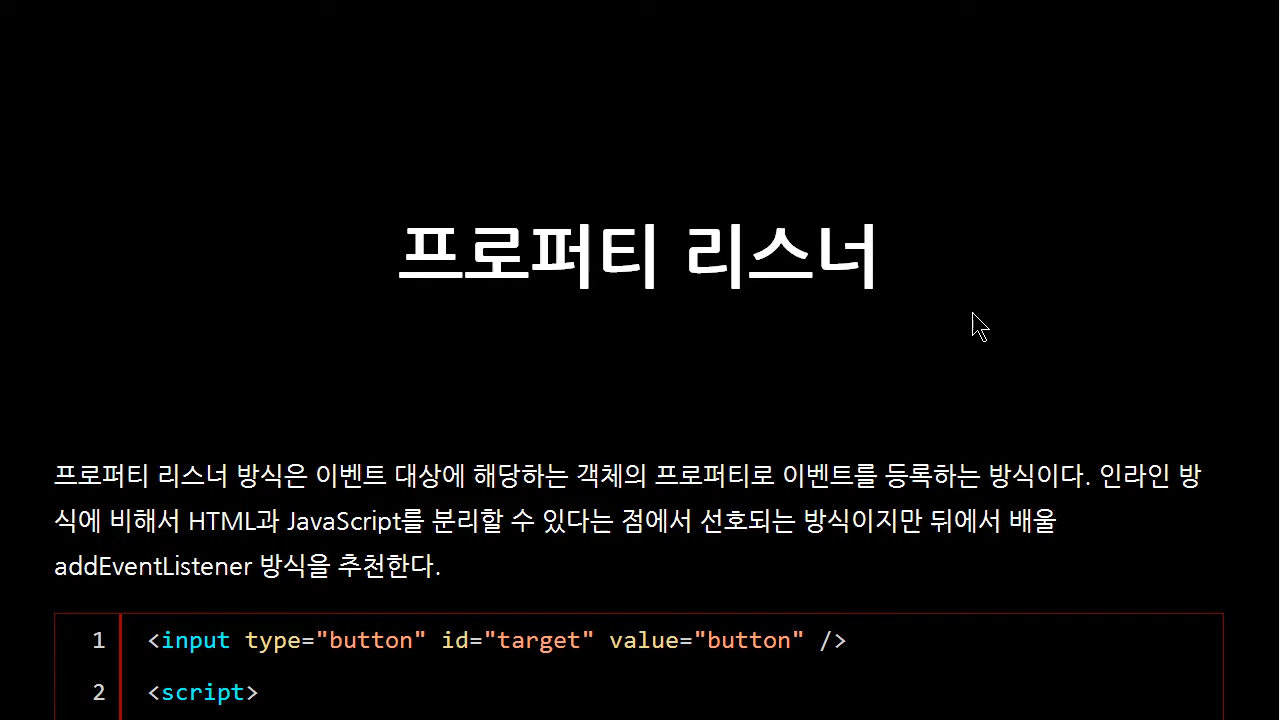 프로퍼티 리스너
프로퍼티 리스너 방식은 이벤트 대상에 해당하는 객체의 프로퍼티로 이벤트를 등록하는 방식이다. 인라인 방
식에 비해서 HTML과 JavaScript를 분리할 수 있다는 점에서 선호되는 방식이지만 뒤에서 배울
addEventListener 방식을 추천한다.
1 <input type="button" id="target" value="button" />
2 <script>